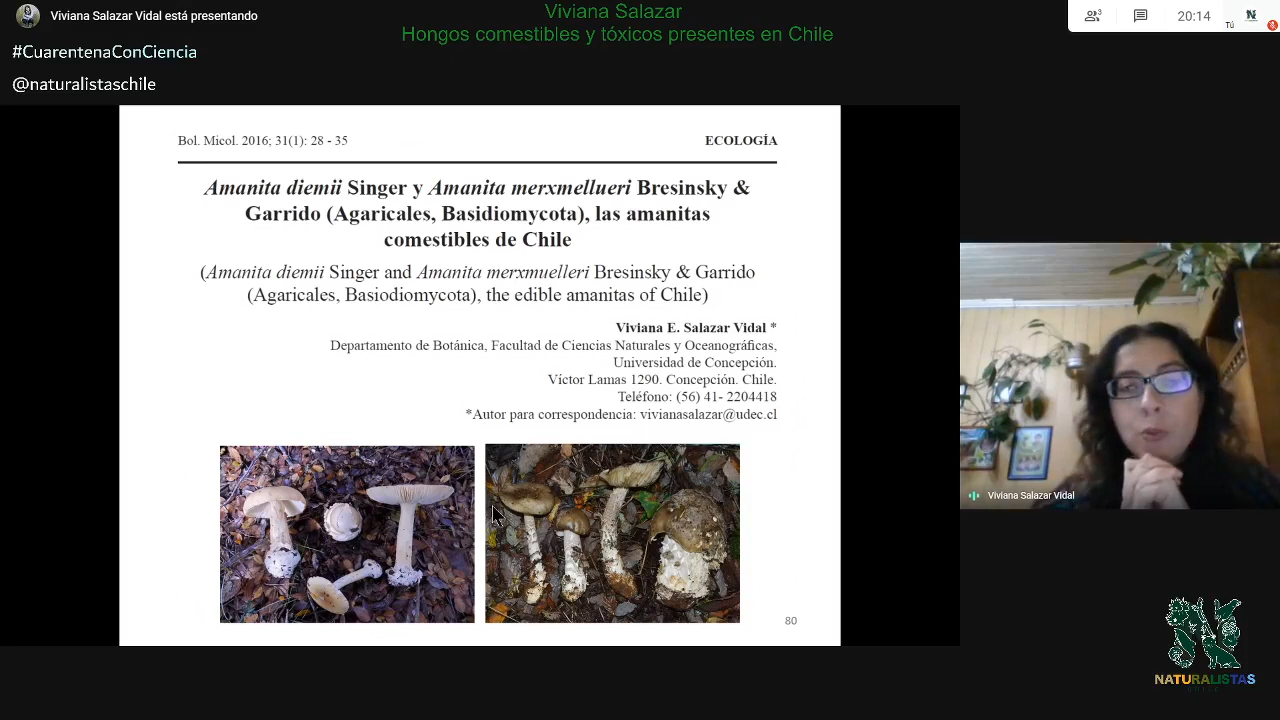 Viviana Salazar Vidal está presentando
#CuarentenaConCiencia
@naturalistaschile
Viviana Salazar
Hongos comestibles y tóxicos presentes en Chile
3
20:14
Tú
Bol. Micol. 2016; 31(1): 28 - 35
ECOLOGÍA
Amanita diemii Singer y Amanita merxmellueri Bresinsky &
Garrido (Agaricales, Basidiomycota), las amanitas
comestibles de Chile
(Amanita diemii Singer and Amanita merxmuelleri Bresinsky & Garrido
(Agaricales, Basiodiomycota), the edible amanitas of Chile)
Viviana E. Salazar Vidal *
Departamento de Botánica, Facultad de Ciencias Naturales y Oceanográficas,
Universidad de Concepción.
Víctor Lamas 1290. Concepción. Chile.
Teléfono: (56) 41- 2204418
*Autor para correspondencia: vivianasalazar@udec.cl
80
Viviana Salazar Vidal
NATURALISTAS
CHILE